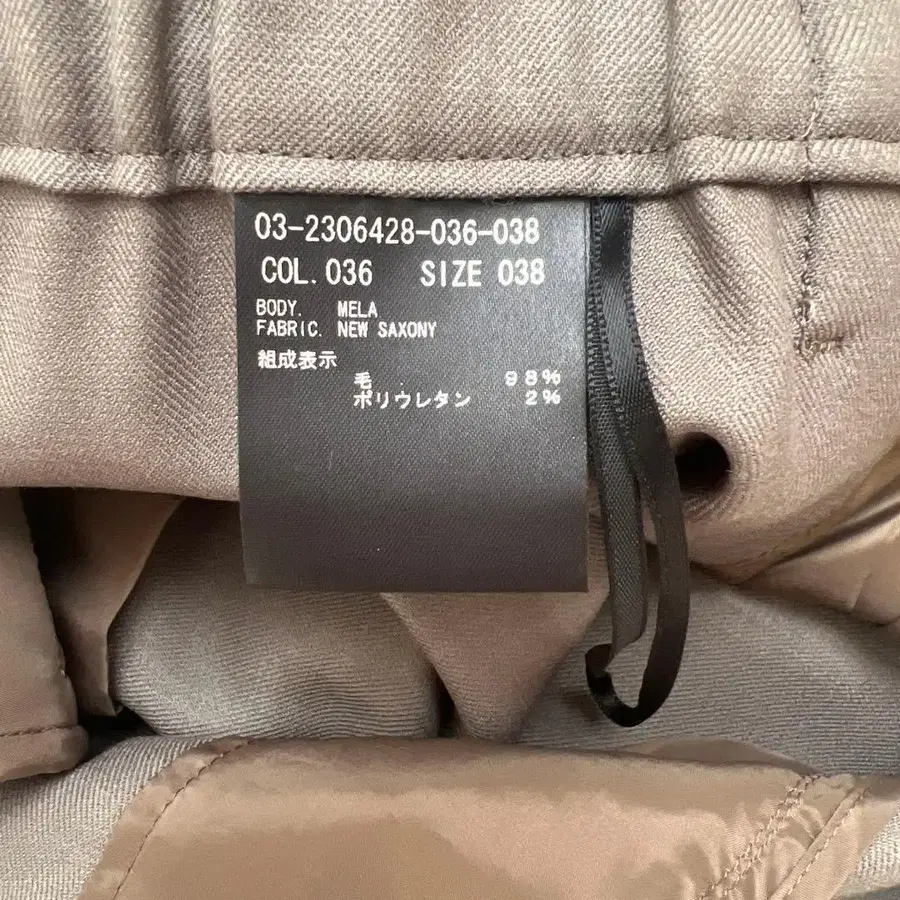 03-2306428-036-038
COL. 036 SIZE 038
BODY. MELA
FABRIC. NEW SAXONY
組成表示
毛 98%
ポリウレタン 2%